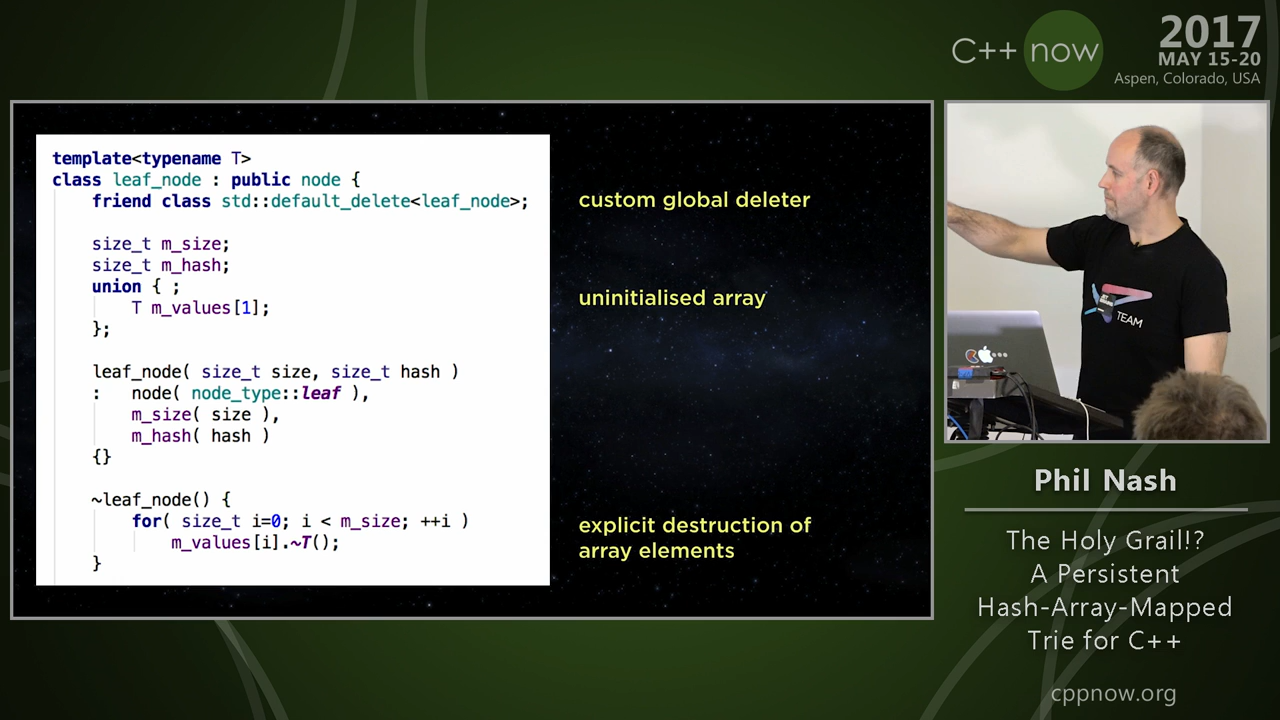 C++ now
2017
MAY 15-20
Aspen, Colorado, USA
template<typename T>
class leaf_node : public node {
friend class std::default_delete<leaf_node>;
size_t m_size;
size_t m_hash;
union { ;
T m_values[1];
};
leaf_node( size_t size, size_t hash )
: node( node_type::leaf ),
m_size( size ),
m_hash( hash )
{}
~leaf_node() {
for( size_t i=0; i < m_size; ++i )
m_values[i].~T();
}
custom global deleter
uninitialised array
explicit destruction of
array elements
TEAM
Phil Nash
The Holy Grail!?
A Persistent
Hash-Array-Mapped
Trie for C++
cppnow.org